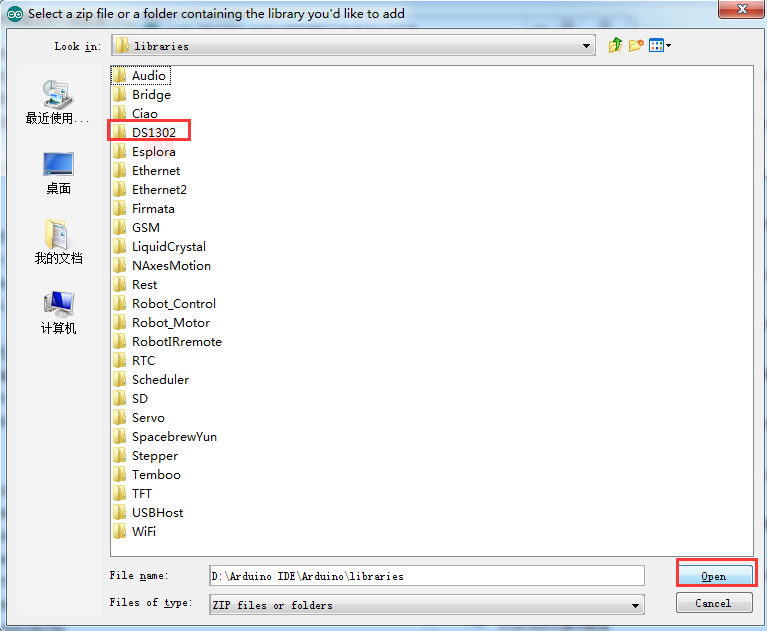 Select a zip file or a folder containing the library you'd like to add
Look in:
libraries
最近使用...
桌面
我的文档
计算机
Audio
Bridge
Ciao
DS1302
Esplora
Ethernet
Ethernet2
Firmata
GSM
LiquidCrystal
NAxesMotion
Rest
Robot_Control
Robot_Motor
RobotIRremote
RTC
Scheduler
SD
Servo
SpacebrewYun
Stepper
Temboo
TFT
USBHost
WiFi
File name:
D:\Arduino IDE\Arduino\libraries
Open
Files of type:
ZIP files or folders
Cancel